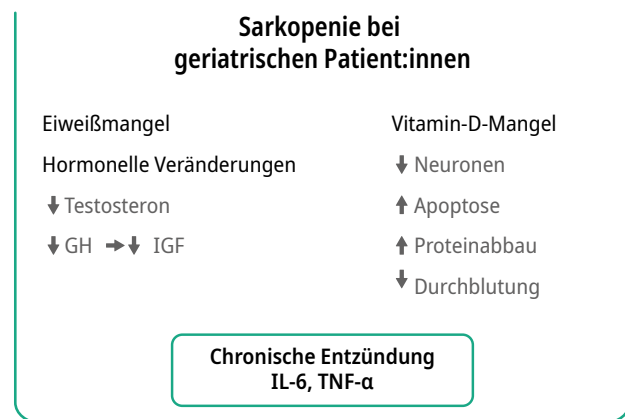 Sarkopenie bei
geriatrischen Patient:innen
Eiweißmangel
Hormonelle Veränderungen
↓ Testosteron
↓ GH →↓ IGF
Vitamin-D-Mangel
↓ Neuronen
↑ Apoptose
↑ Proteinabbau
↓ Durchblutung
Chronische Entzündung
IL-6, TNF-α